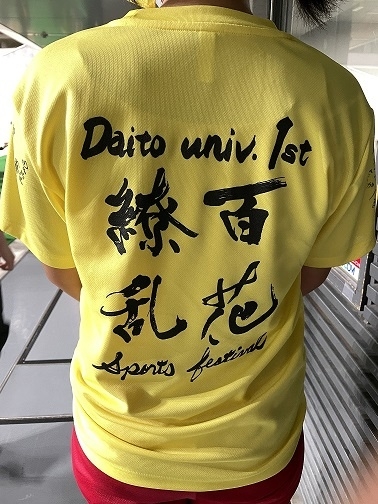 Daito univ. 1st
百花
繚乱
Sports festival